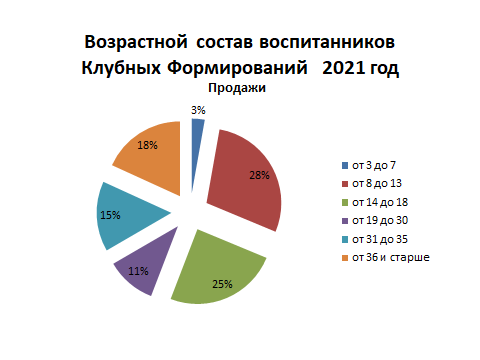 Возрастной состав воспитанников
Клубных Формирований 2021 год
Продажи
3%
28%
25%
11%
15%
18%
от 3 до 7
от 8 до 13
от 14 до 18
от 19 до 30
от 31 до 35
от 36 и старше